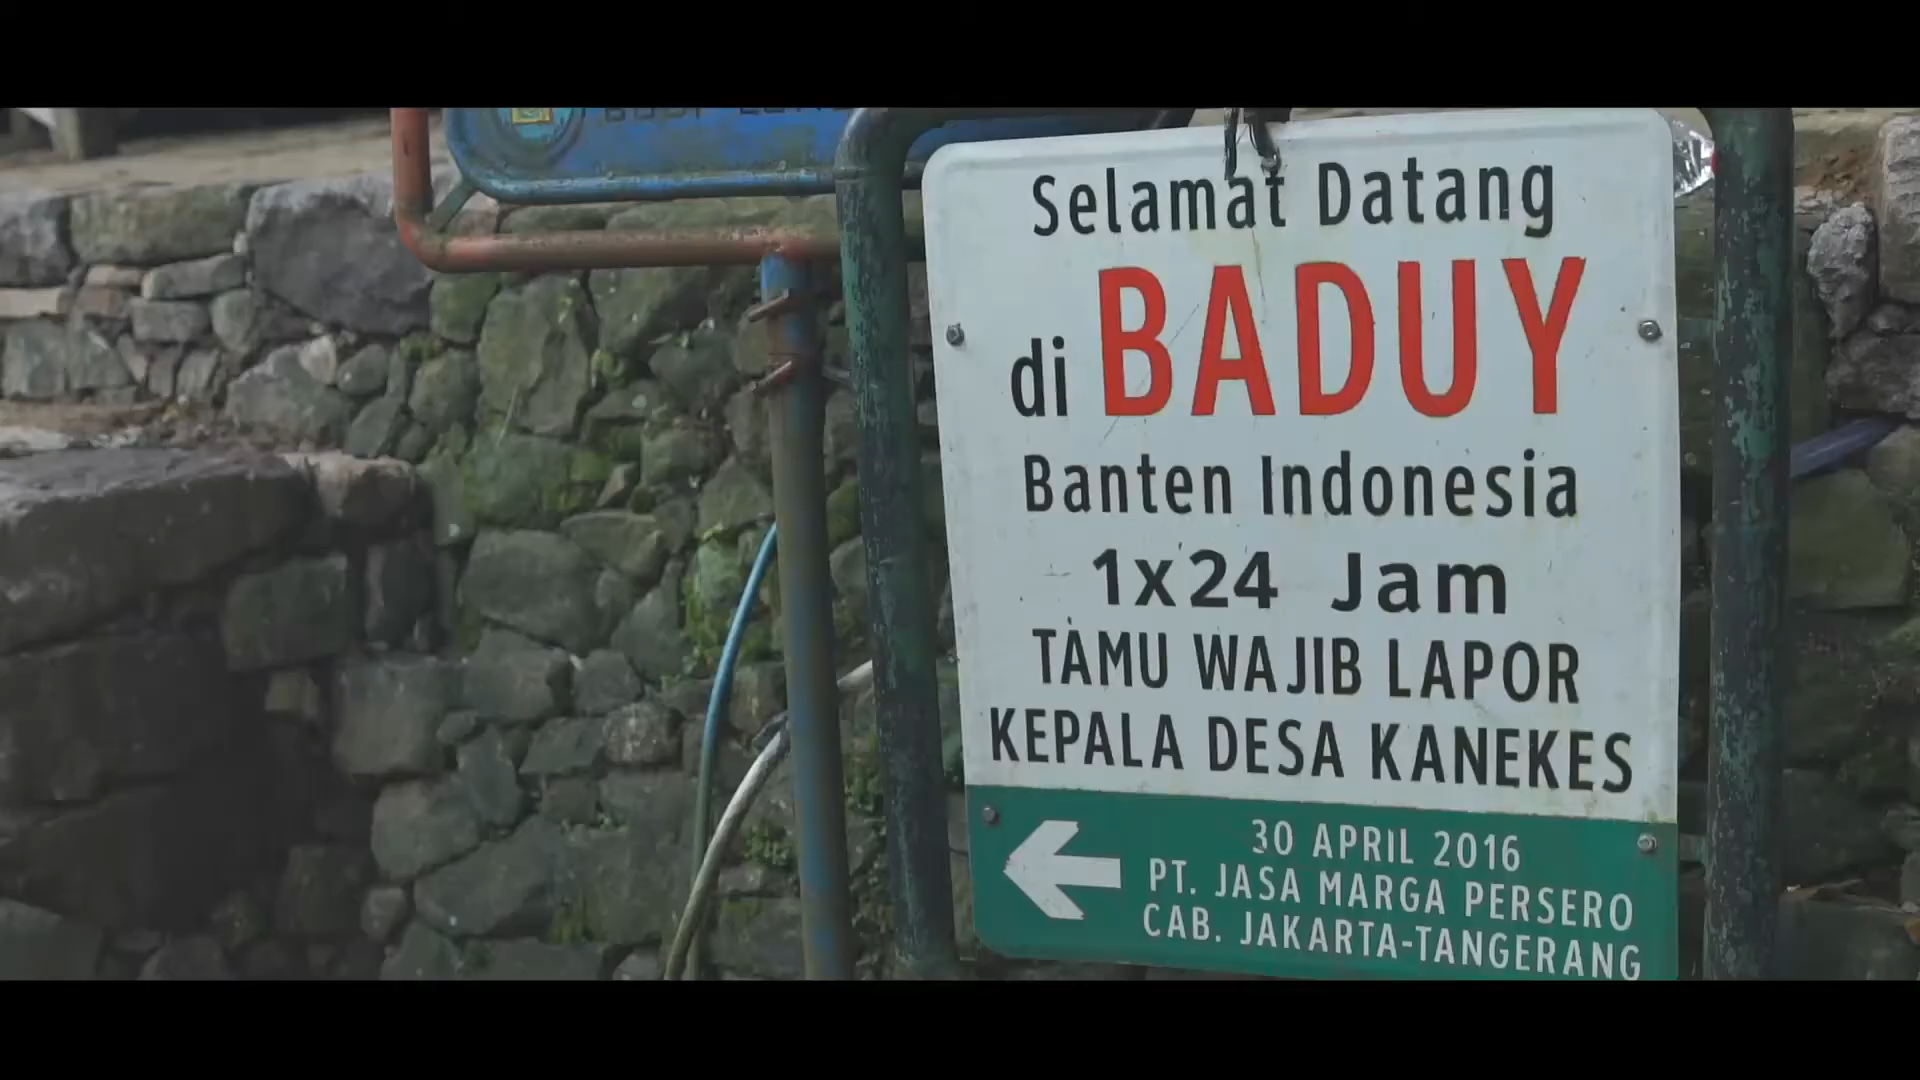 Selamat Datang
di BADUY
Banten Indonesia
1x24 Jam
TAMU WAJIB LAPOR
KEPALA DESA KANEKES
30 APRIL 2016
PT. JASA MARGA PERSERO
CAB. JAKARTA-TANGERANG